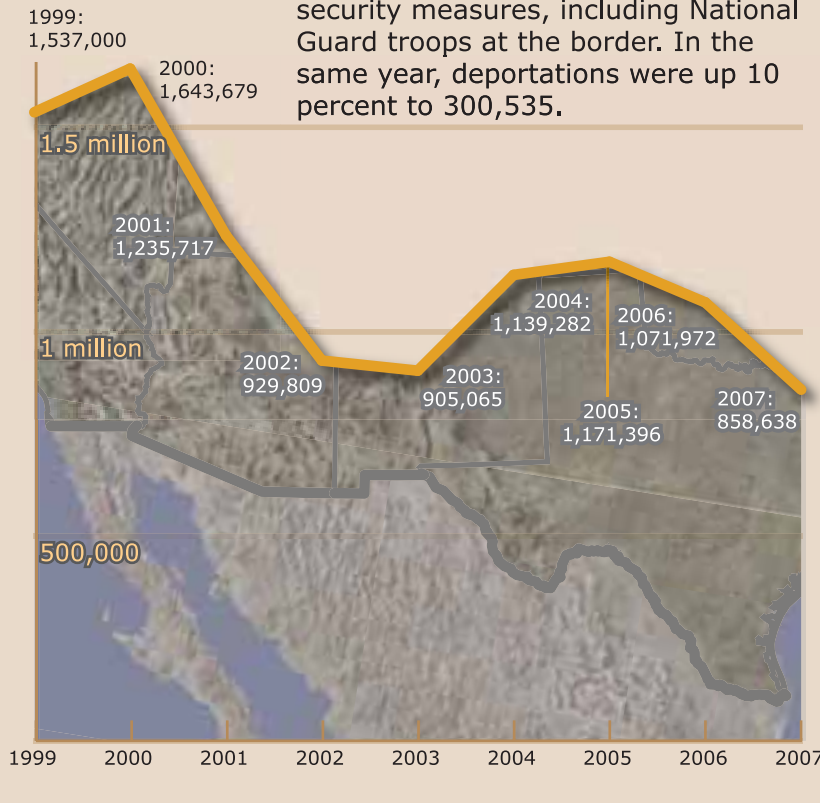 security measures, including National
Guard troops at the border. In the
same year, deportations were up 10
percent to 300,535.
1999:
1,537,000
2000:
1,643,679
1.5 million
2001:
1,235,717
1 million
2002:
929,809
2003:
905,065
2004:
1,139,282
2005:
1,171,396
2006:
1,071,972
2007:
858,638
500,000
1999 2000 2001 2002 2003 2004 2005 2006 2007